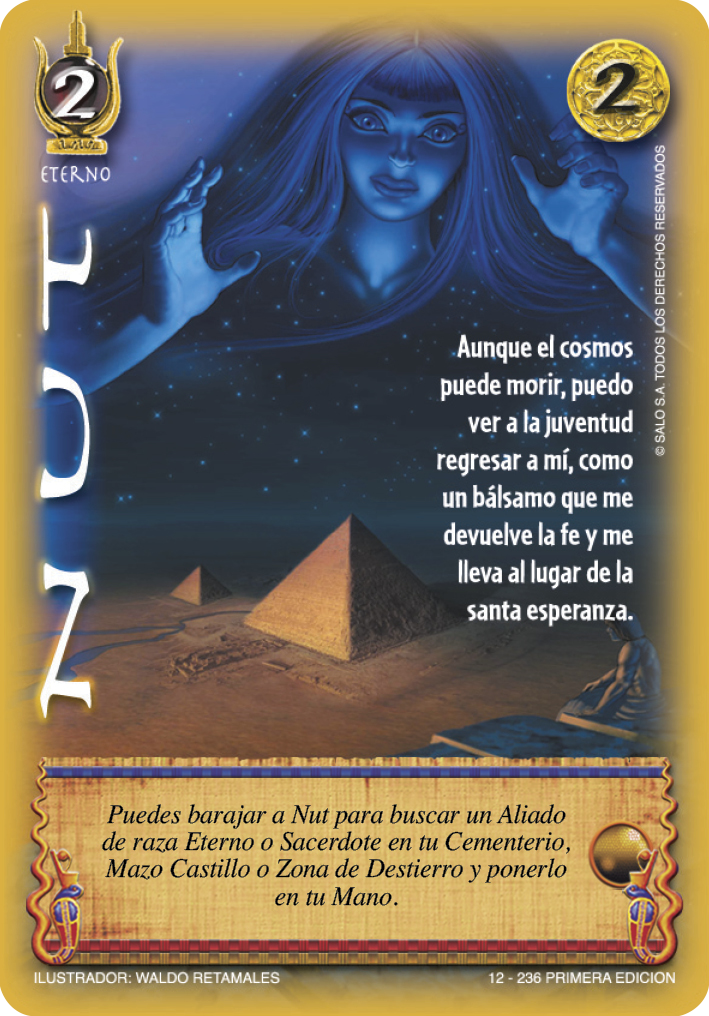 2
2
ETERNO
NUT
© SALO S.A. TODOS LOS DERECHOS RESERVADOS
Aunque el cosmos
puede morir, puedo
ver a la juventud
regresar a mí, como
un bálsamo que me
devuelve la fe y me
lleva al lugar de la
santa esperanza.
Puedes barajar a Nut para buscar un Aliado
de raza Eterno o Sacerdote en tu Cementerio,
Mazo Castillo o Zona de Destierro y ponerlo
en tu Mano.
ILUSTRADOR: WALDO RETAMALES
12 - 236 PRIMERA EDICION